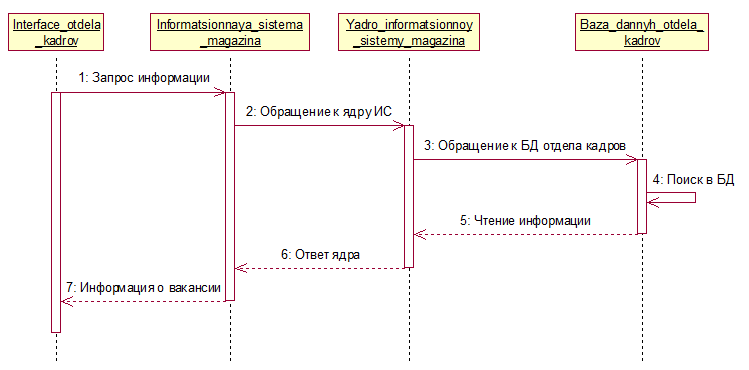 Interface_otdela
_kadrov
Informatsionnaya_sistema
_magazina
Yadro_informatsionnoy
_sistemy_magazina
Baza_dannyh_otdela_
kadrov
1: Запрос информации
2: Обращение к ядру ИС
3: Обращение к БД отдела кадров
4: Поиск в БД
5: Чтение информации
6: Ответ ядра
7: Информация о вакансии